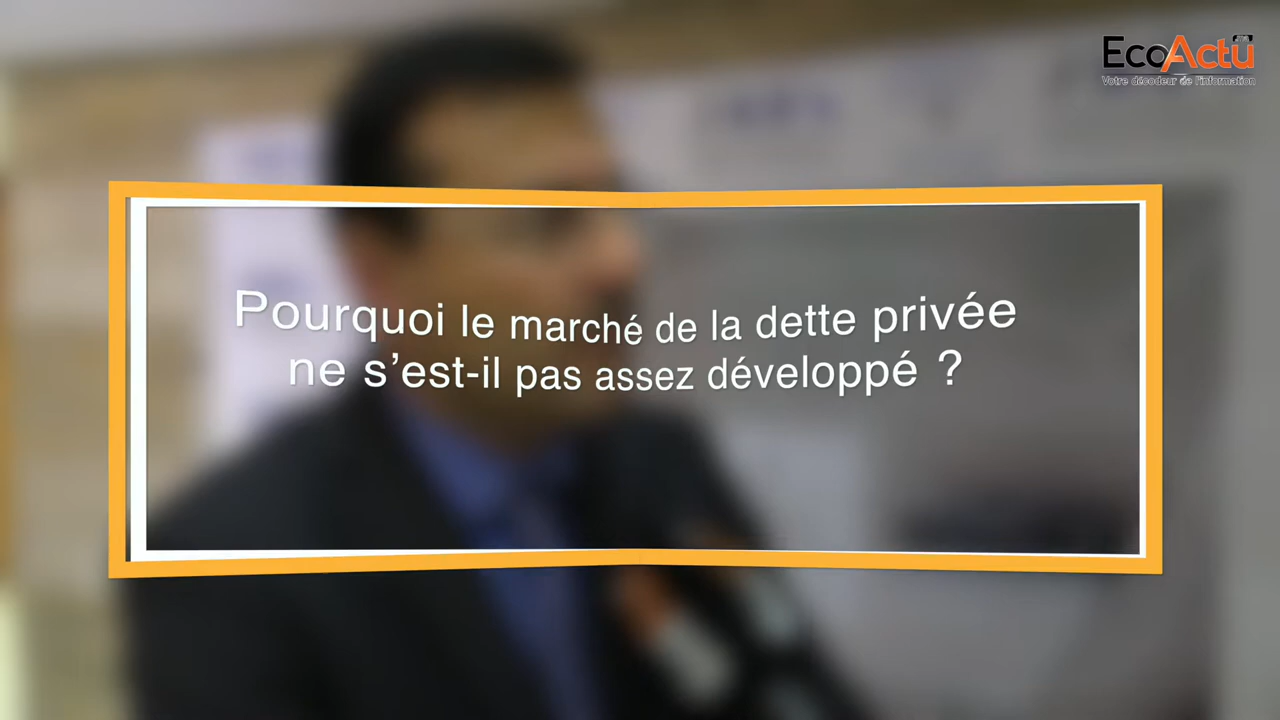 EcoActu
Votre décodeur de l'information
Pourquoi le marché de la dette privée
ne s’est-il pas assez développé ?